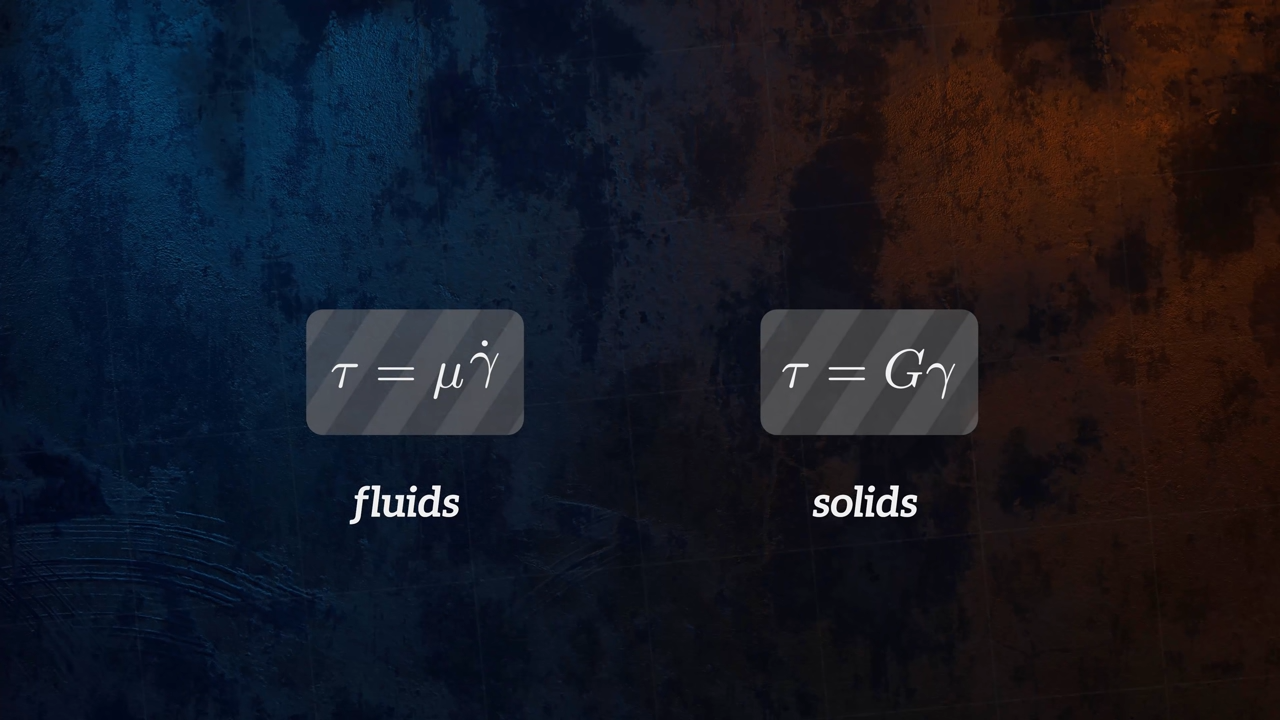 τ = μγ̇
fluids
τ = Gγ
solids